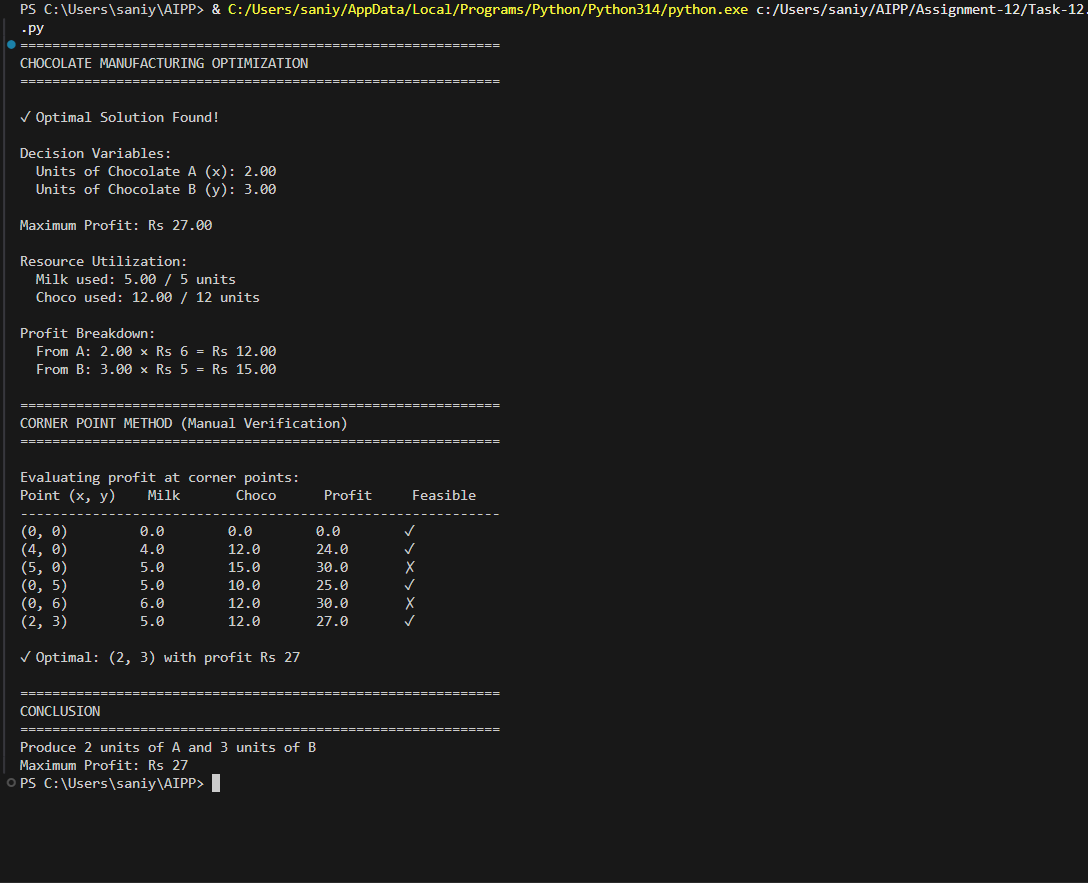 PS C:\Users\saniy\AIPP> & C:/Users/saniy/AppData/Local/Programs/Python/Python314/python.exe c:/Users/saniy/AIPP/Assignment-12/Task-12.
.py
============================================================
CHOCOLATE MANUFACTURING OPTIMIZATION
============================================================

✓ Optimal Solution Found!

Decision Variables:
  Units of Chocolate A (x): 2.00
  Units of Chocolate B (y): 3.00

Maximum Profit: Rs 27.00

Resource Utilization:
  Milk used: 5.00 / 5 units
  Choco used: 12.00 / 12 units

Profit Breakdown:
  From A: 2.00 × Rs 6 = Rs 12.00
  From B: 3.00 × Rs 5 = Rs 15.00

============================================================
CORNER POINT METHOD (Manual Verification)
============================================================

Evaluating profit at corner points:
Point (x, y)    Milk       Choco      Profit     Feasible
------------------------------------------------------------
(0, 0)         0.0        0.0        0.0        ✓
(4, 0)         4.0        12.0       24.0       ✓
(5, 0)         5.0        15.0       30.0       ✗
(0, 5)         5.0        10.0       25.0       ✓
(0, 6)         6.0        12.0       30.0       ✗
(2, 3)         5.0        12.0       27.0       ✓

✓ Optimal: (2, 3) with profit Rs 27

============================================================
CONCLUSION
============================================================
Produce 2 units of A and 3 units of B
Maximum Profit: Rs 27
PS C:\Users\saniy\AIPP>